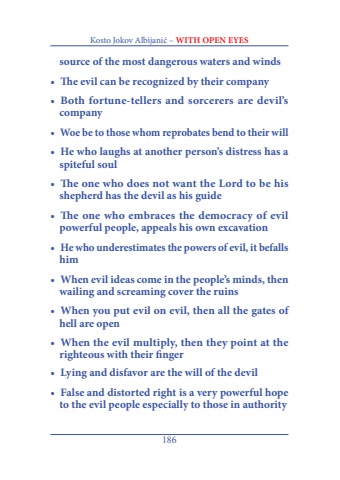 Kosto Jokov Albijanić – WITH OPEN EYES
source of the most dangerous waters and winds
• The evil can be recognized by their company
• Both fortune-tellers and sorcerers are devil's
company
• Woe be to those whom reprobates bend to their will
• He who laughs at another person's distress has a
spiteful soul
• The one who does not want the Lord to be his
shepherd has the devil as his guide
• The one who embraces the democracy of evil
powerful people, appeals his own excavation
• He who underestimates the powers of evil, it befalls
him
• When evil ideas come in the people's minds, then
wailing and screaming cover the ruins
• When you put evil on evil, then all the gates of
hell are open
• When the evil multiply, then they point at the
righteous with their finger
• Lying and disfavor are the will of the devil
• False and distorted right is a very powerful hope
to the evil people especially to those in authority
186